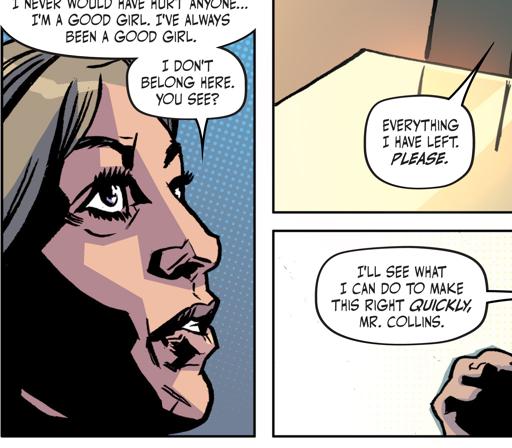 I NEVER WOULD HAVE HURT ANYONE...
I'M A GOOD GIRL. I'VE ALWAYS
BEEN A GOOD GIRL.
I DON'T
BELONG HERE.
YOU SEE?
EVERYTHING
I HAVE LEFT.
PLEASE.
I'LL SEE WHAT
I CAN DO TO MAKE
THIS RIGHT QUICKLY,
MR. COLLINS.